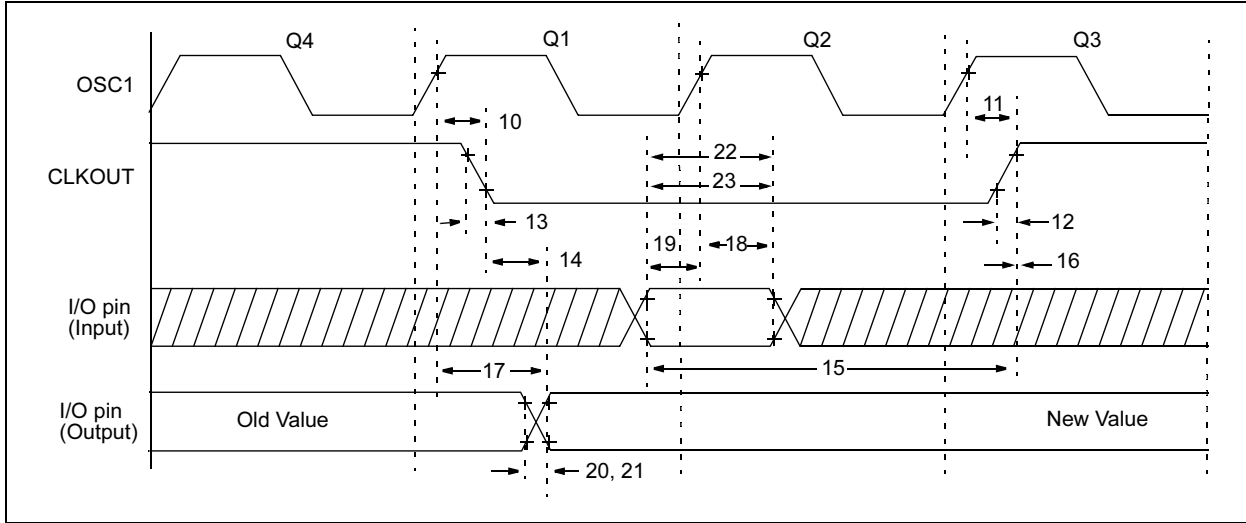 Q4
Q1
Q2
Q3
OSC1
10
11
CLKOUT
22
23
13
12
14
19
18
16
I/O pin
(Input)
17
15
I/O pin
(Output)
Old Value
New Value
20, 21